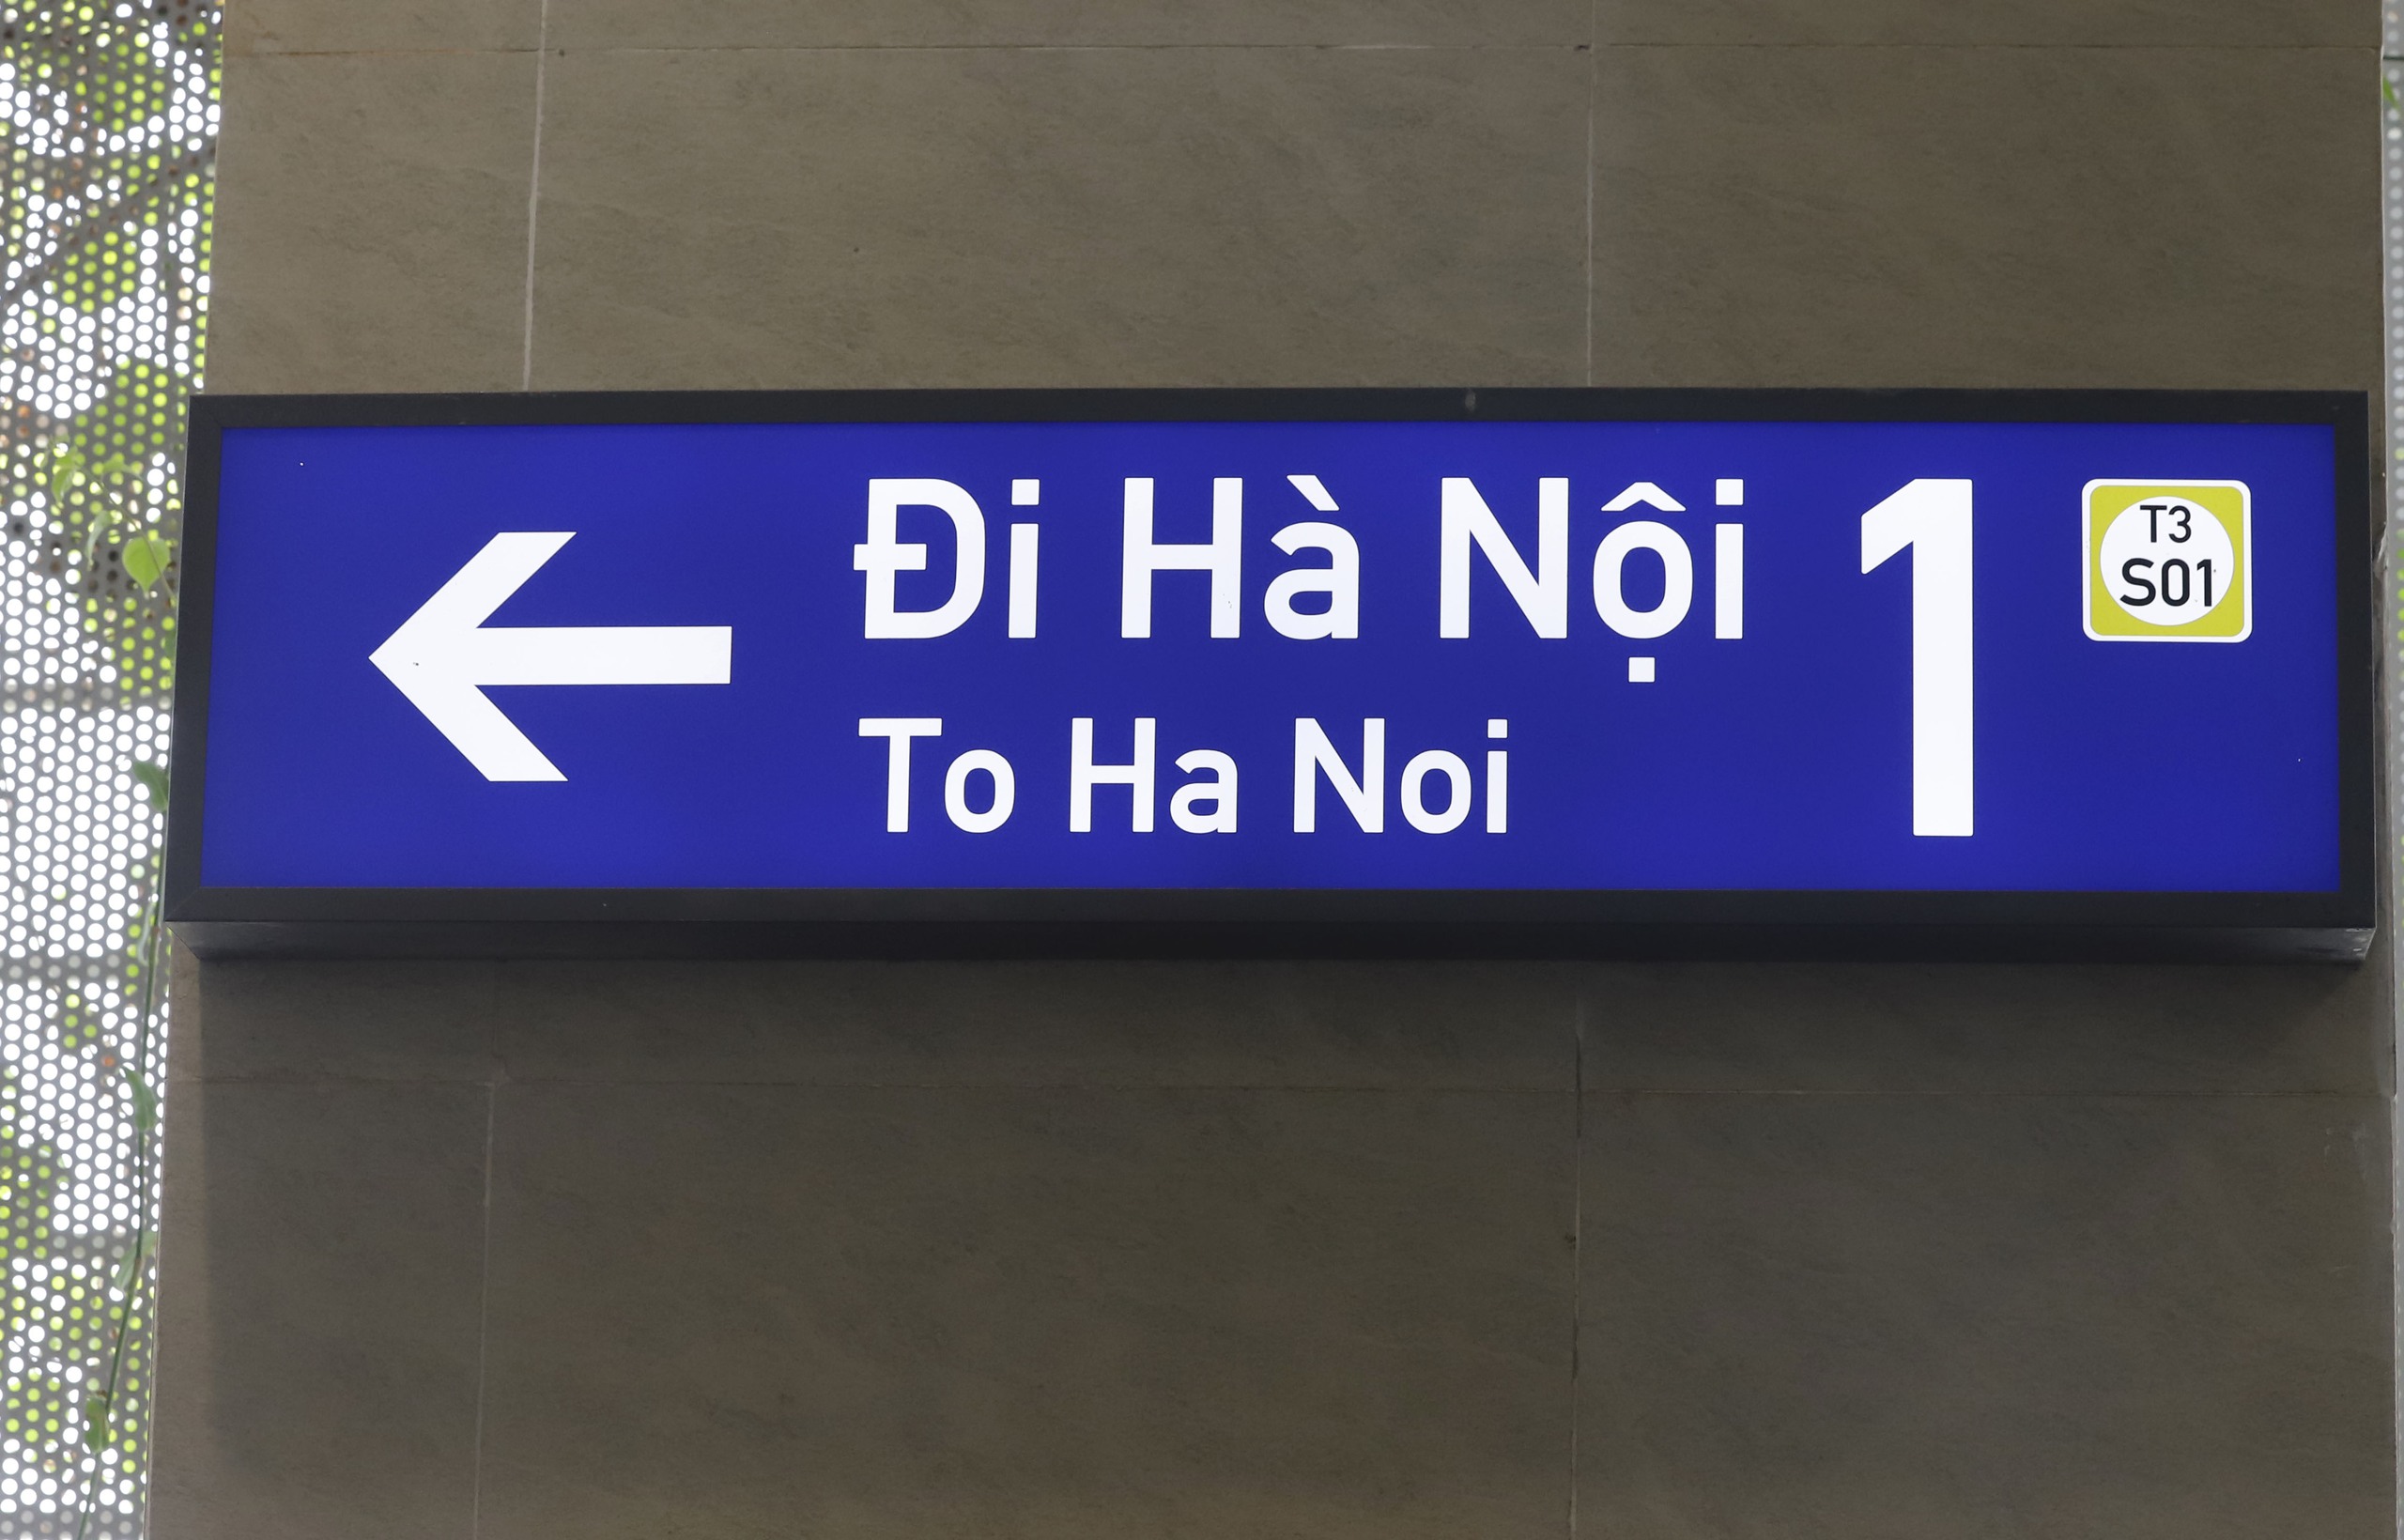 Đi Hà Nội
To Ha Noi
1
T3
S01